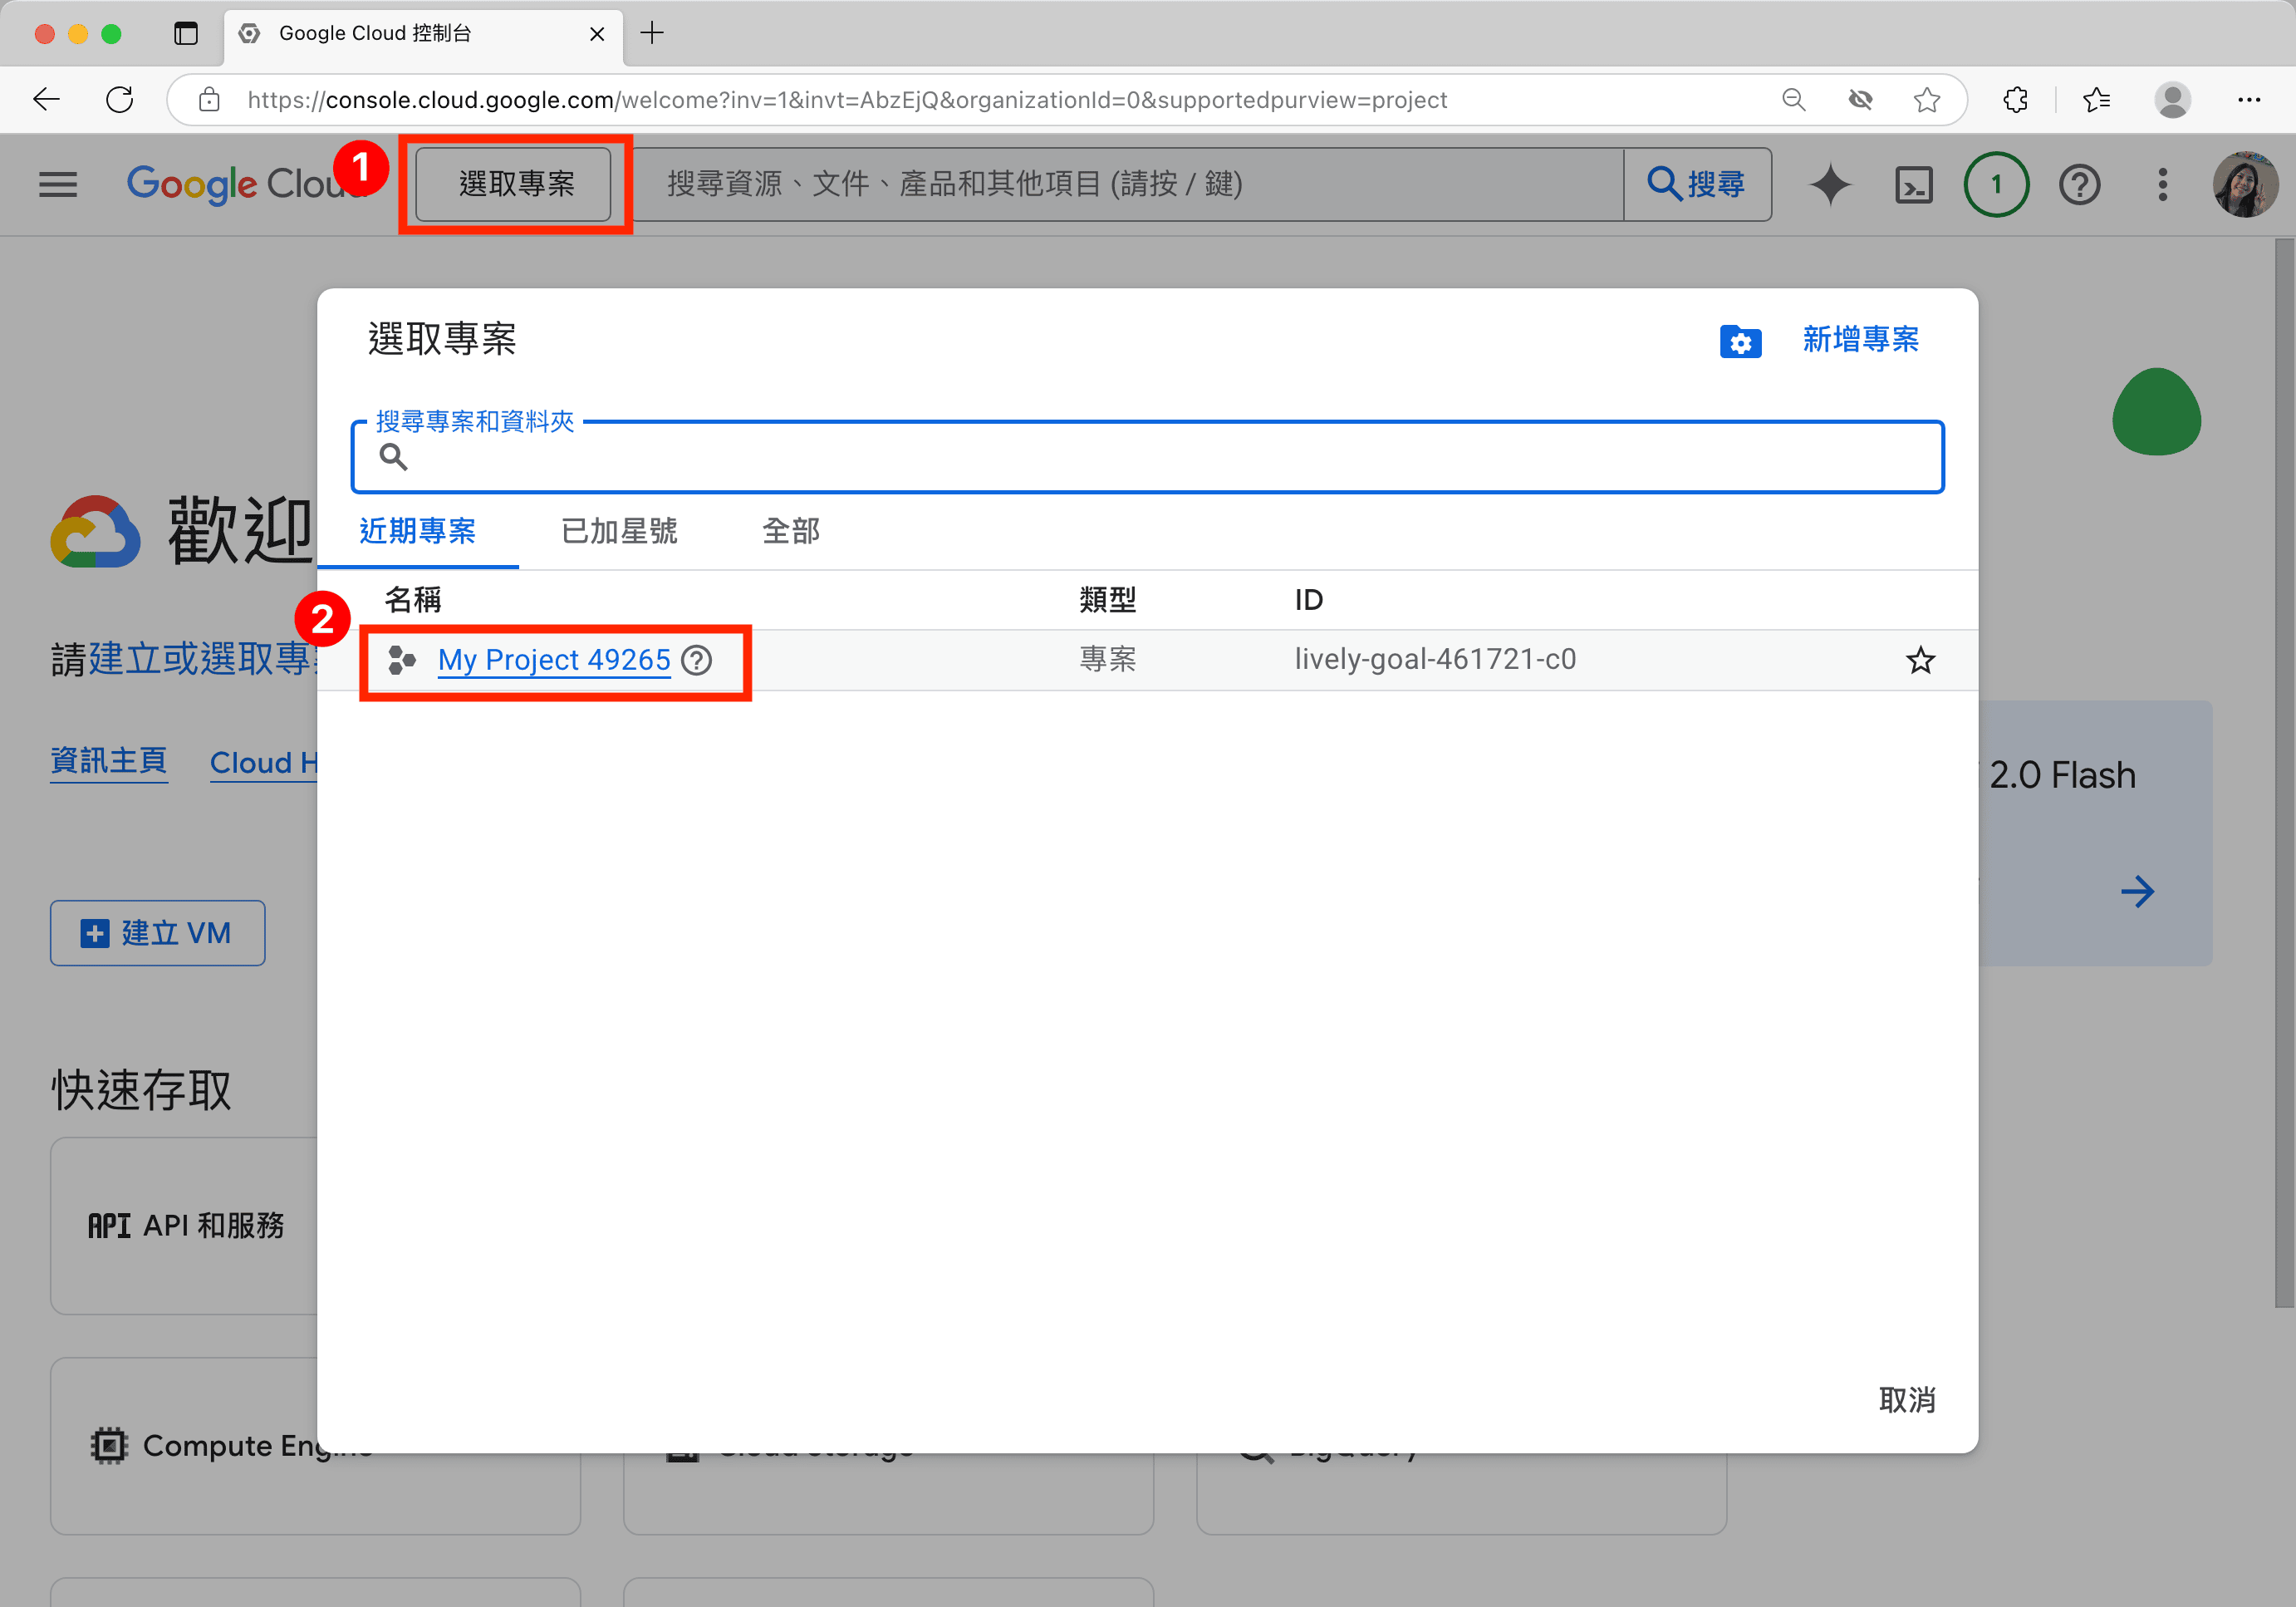 Google Cloud 控制台
https://console.cloud.google.com/welcome?inv=1&invt=AbzEjQ&organizationId=0&supportedpurview=project
Google Clou
1
選取專案
搜尋資源、文件、產品和其他項目 (請按 / 鍵)
搜尋
1
選取專案
新增專案
搜尋專案和資料夾
近期專案
已加星號
全部
名稱
類型
ID
2
My Project 49265
專案
lively-goal-461721-c0
取消
歡迎
請建立或選取專
資訊主頁
Cloud H
2.0 Flash
建立 VM
快速存取
API API 和服務
Compute Engine
Cloud Storage
BigQuery